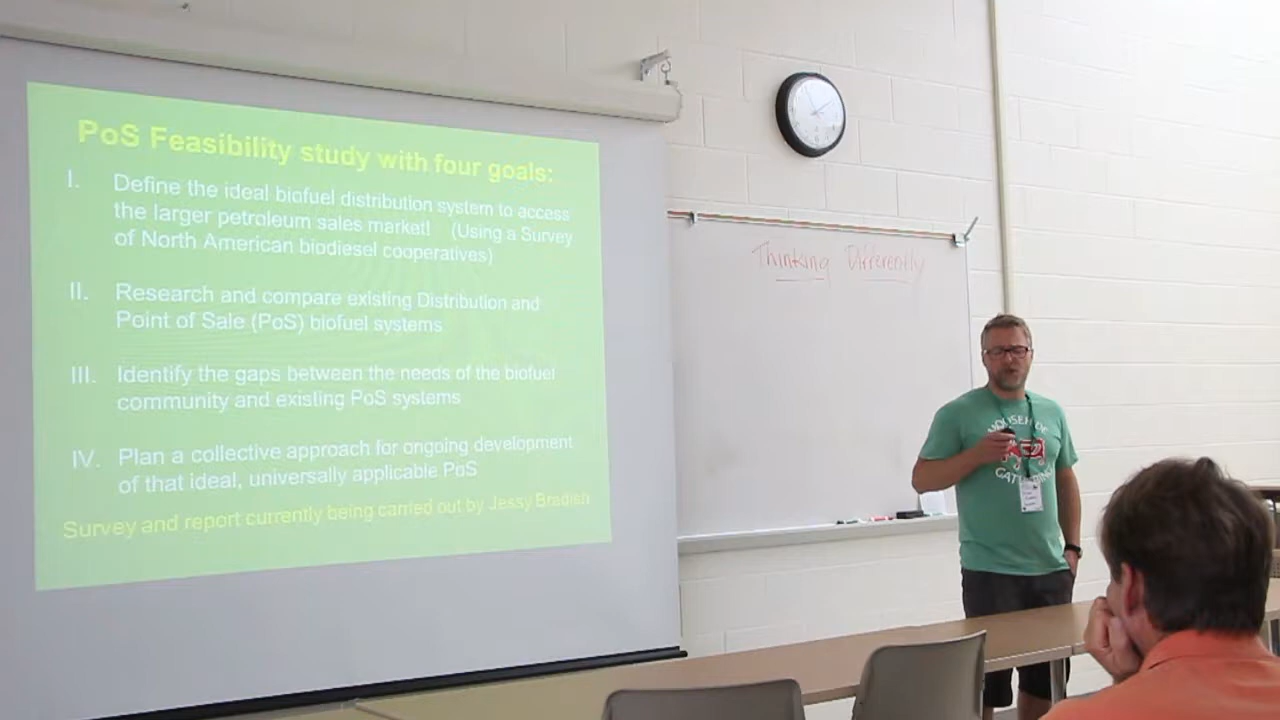 PoS Feasibility study with four goals:
I. Define the ideal biofuel distribution system to access
the larger petroleum sales market! (Using a Survey
of North American biodiesel cooperatives)
II. Research and compare existing Distribution and
Point of Sale (PoS) biofuel systems
III. Identify the gaps between the needs of the biofuel
community and existing PoS systems
IV. Plan a collective approach for ongoing development
of that ideal, universally applicable PoS
Survey and report currently being carried out by Jessy Bradish
Thinking Differently